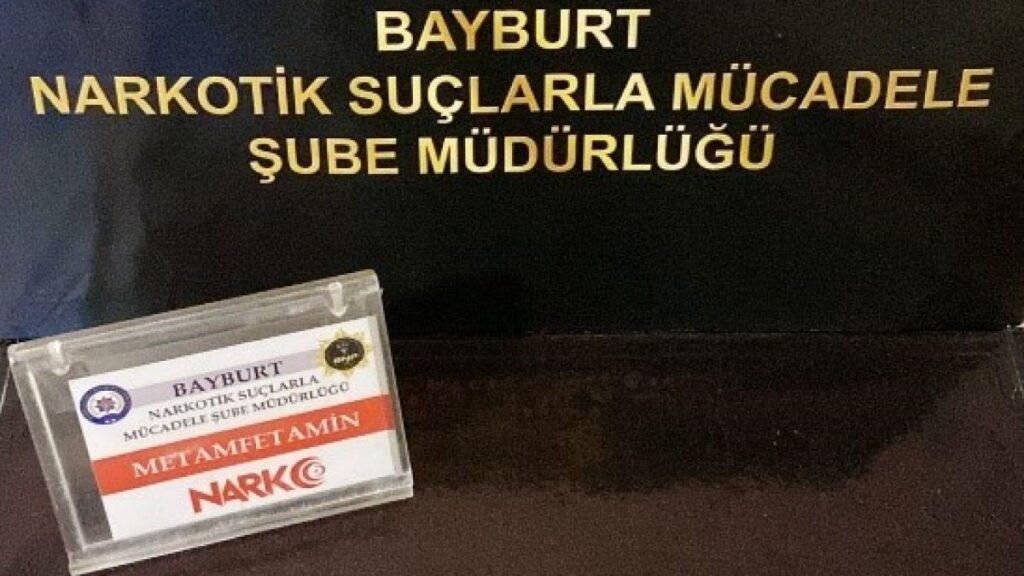 BAYBURT
NARKOTİK SUÇLARLA MÜCADELE
ŞUBE MÜDÜRLÜĞÜ
BAYBURT
NARKOTİK SUÇLARLA
MÜCADELE ŞUBE MÜDÜRLÜĞÜ
METAMFETAMİN
NARKO